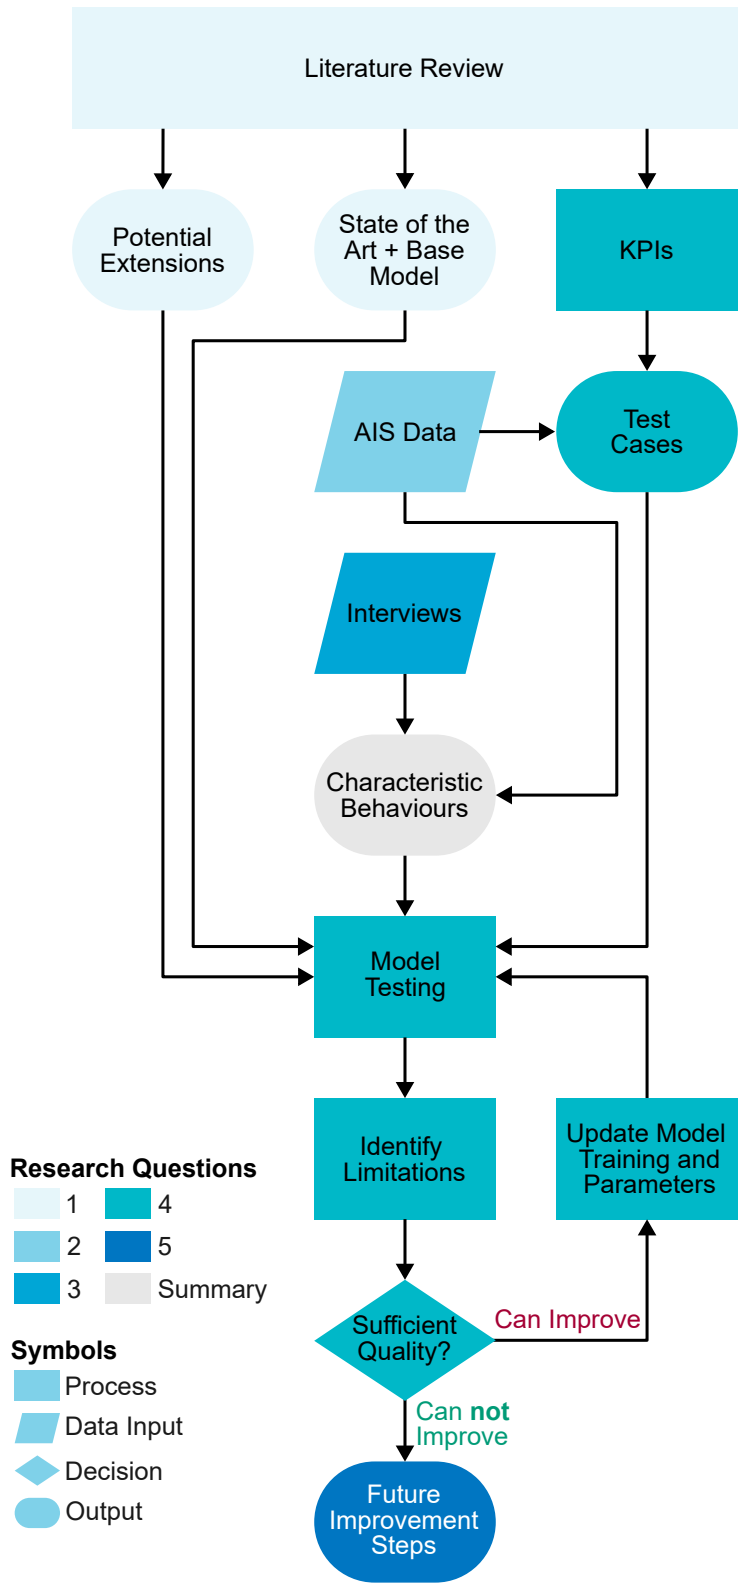 Literature Review
Potential
Extensions
State of the
Art + Base
Model
KPIs
AIS Data
Test
Cases
Interviews
Characteristic
Behaviours
Model
Testing
Identify
Limitations
Update Model
Training and
Parameters
Sufficient
Quality?
Can Improve
Can not
Improve
Future
Improvement
Steps
Research Questions
1
4
2
5
3
Summary
Symbols
Process
Data Input
Decision
Output